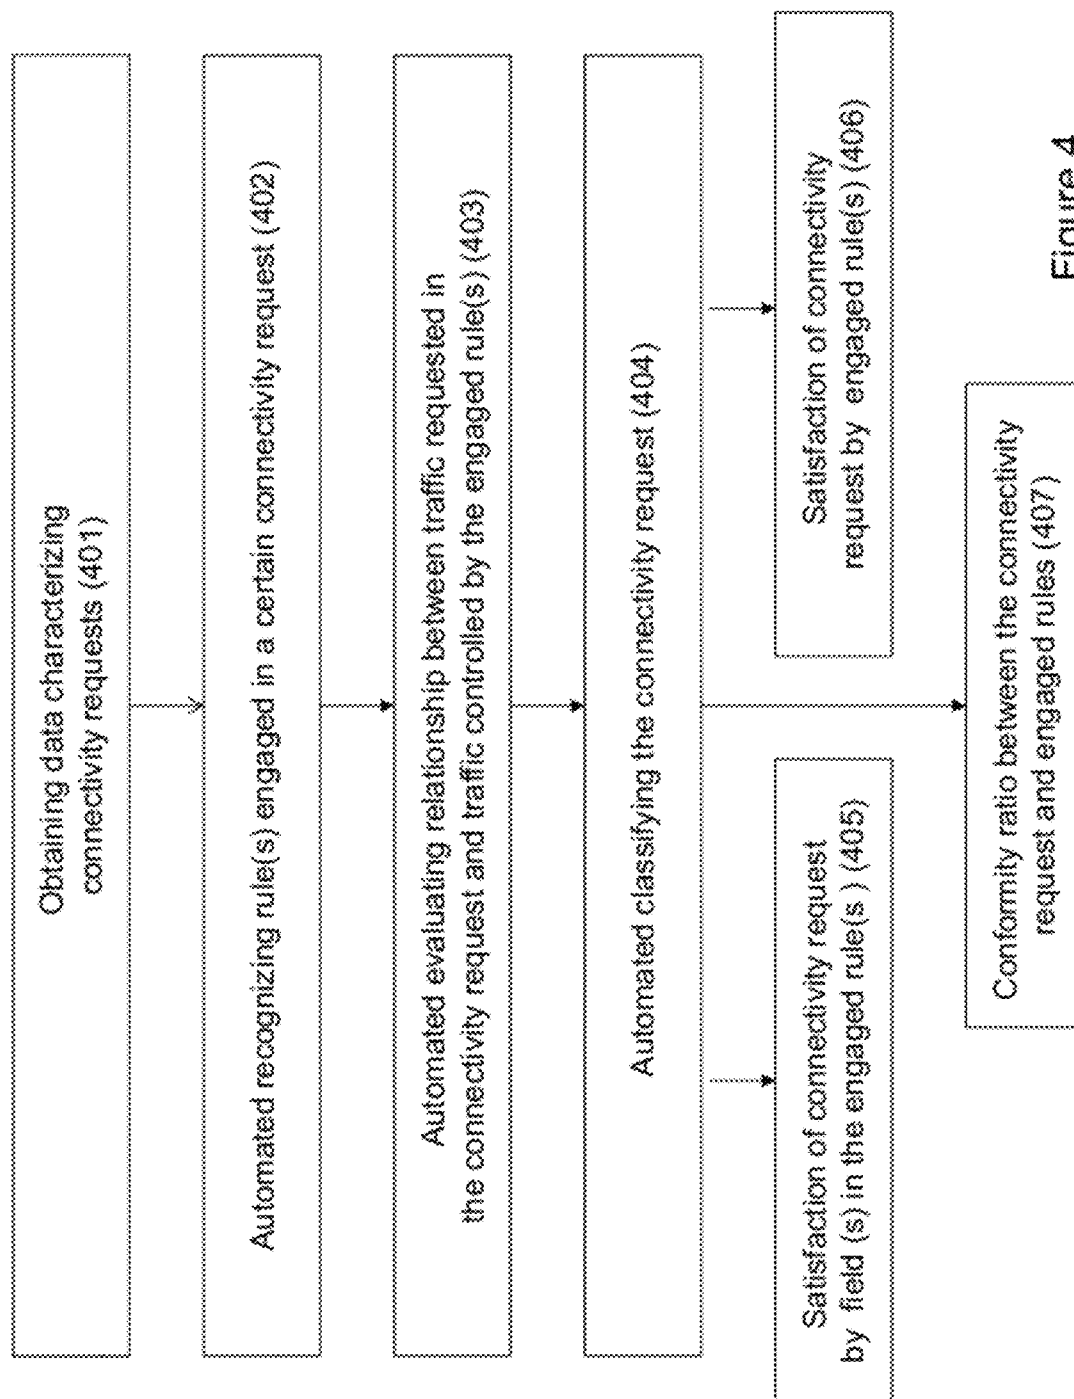 Obtaining data characterizing
connectivity requests (401)
Automated recognizing rule(s) engaged in a certain connectivity request (402)
Automated evaluating relationship between traffic requested in
the connectivity request and traffic controlled by the engaged rule(s) (403)
Automated classifying the connectivity request (404)
Satisfaction of connectivity request
by field (s) in the engaged rule(s ) (405)
Satisfaction of connectivity
request by engaged rule(s) (406)
Conformity ratio between the connectivity
request and engaged rules (407)
Figure 4